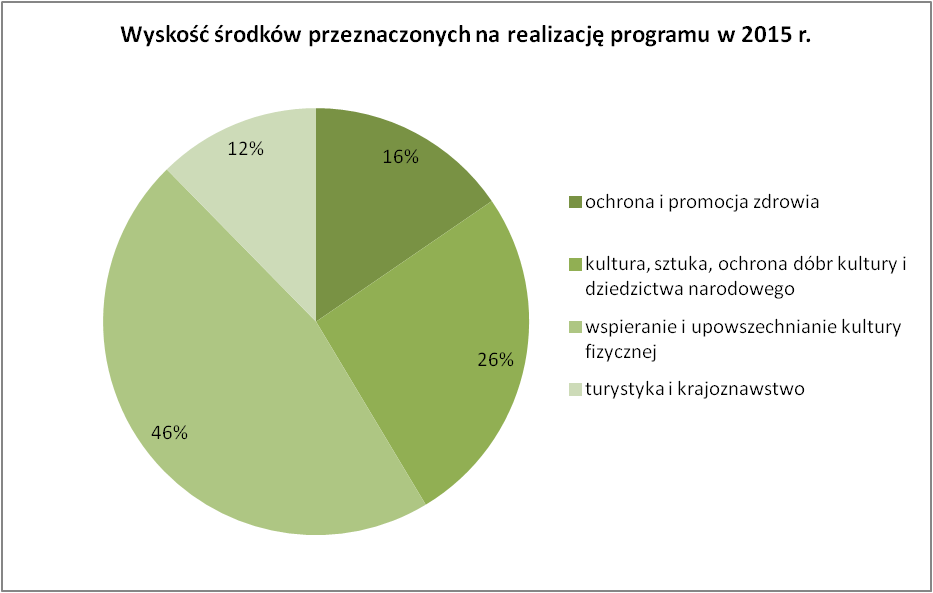 Wyskość środków przeznaczonych na realizację programu w 2015 r.
12%
16%
26%
46%
ochrona i promocja zdrowia
kultura, sztuka, ochrona dóbr kultury i
dziedzictwa narodowego
wspieranie i upowszechnianie kultury
fizycznej
turystyka i krajoznawstwo